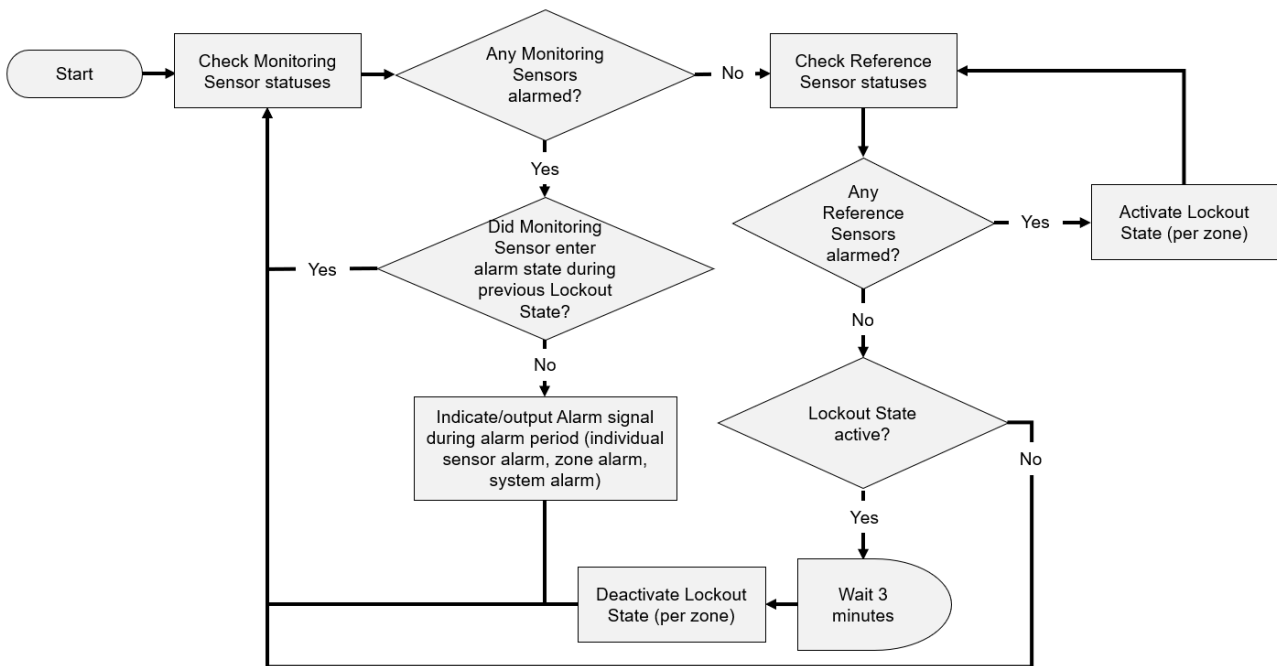 Start
Check Monitoring
Sensor statuses
Any Monitoring
Sensors
alarmed?
No
Check Reference
Sensor statuses
Yes
Any
Reference
Sensors
alarmed?
Yes
Activate Lockout
State (per zone)
Did Monitoring
Sensor enter
alarm state during
previous Lockout
State?
Yes
No
No
Indicate/output Alarm signal
during alarm period (individual
sensor alarm, zone alarm,
system alarm)
Lockout State
active?
No
Yes
Deactivate Lockout
State (per zone)
Wait 3
minutes